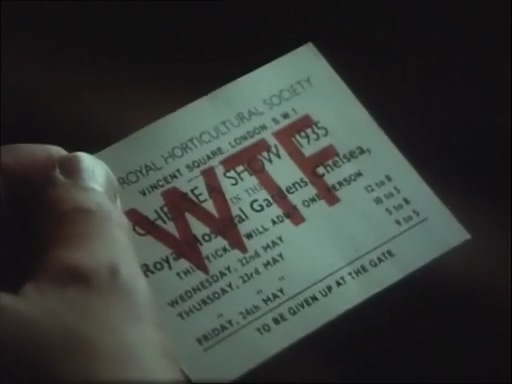 ROYAL HORTICULTURAL SOCIETY
VINCENT SQUARE, LONDON, S.W.1
CHELSEA SHOW 1935
IN THE
Royal Hospital Gardens, Chelsea,
THIS TICKET WILL ADMIT ONE PERSON
WEDNESDAY, 22nd MAY 12 to 8
THURSDAY, 23rd MAY 10 to 5
" " " 5 to 8
FRIDAY, 24th MAY 9 to 5
TO BE GIVEN UP AT THE GATE
WTF